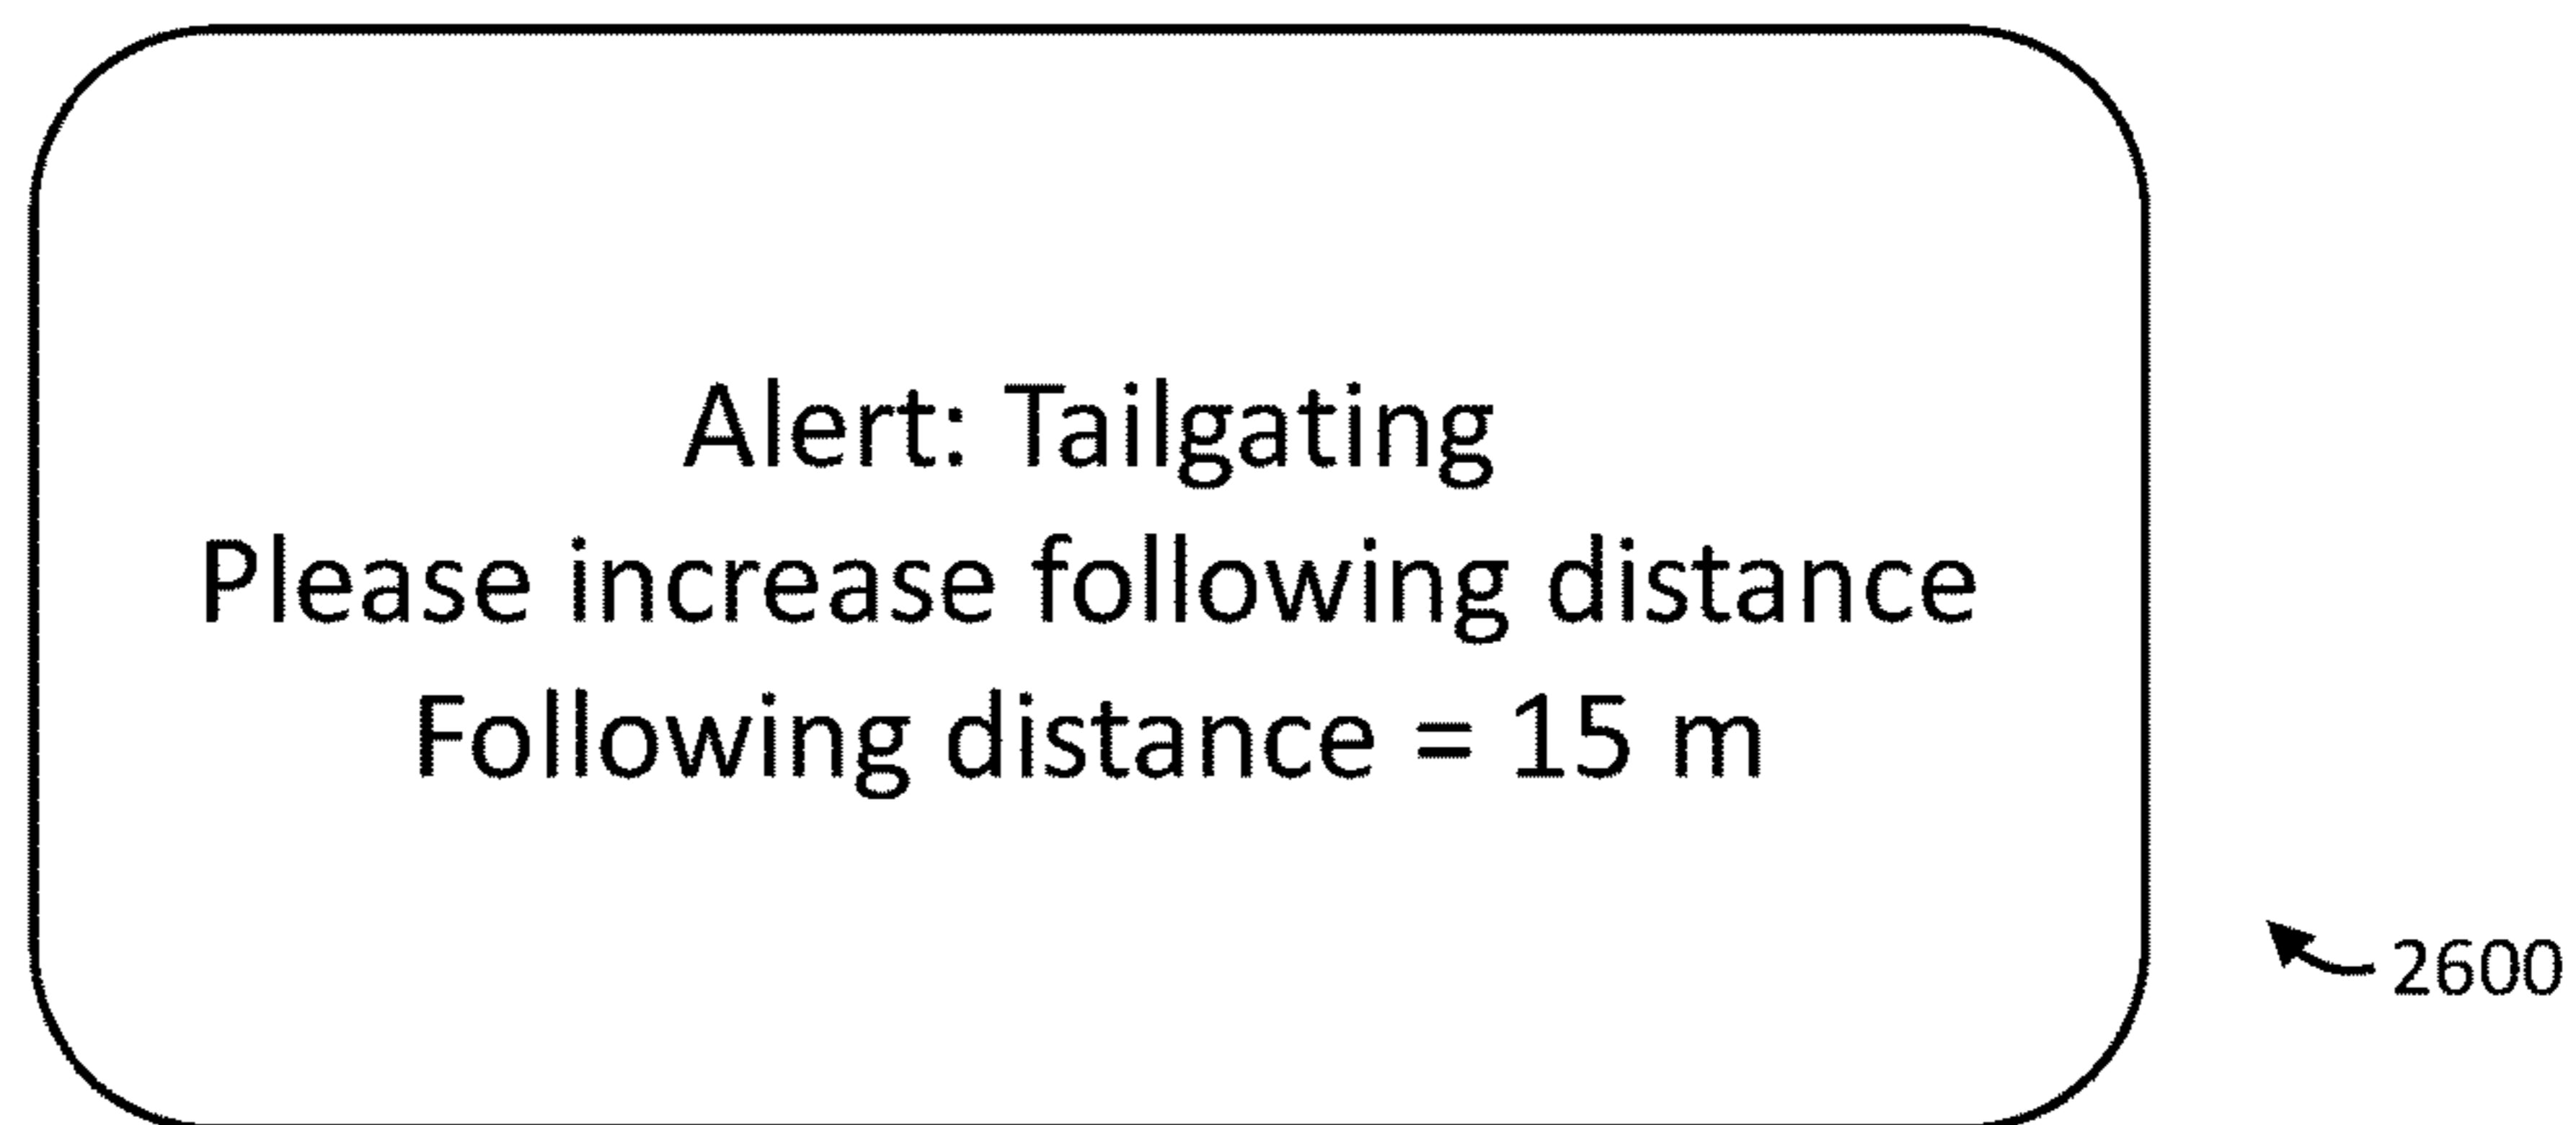 Alert: Tailgating
Please increase following distance
Following distance = 15 m
2600